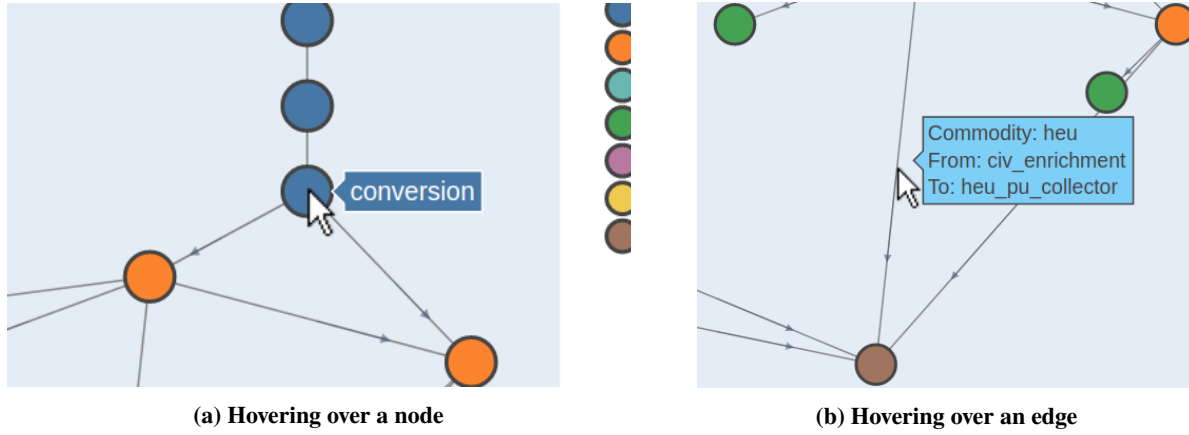 conversion
Commodity: heu
From: civ_enrichment
To: heu_pu_collector
(a) Hovering over a node
(b) Hovering over an edge